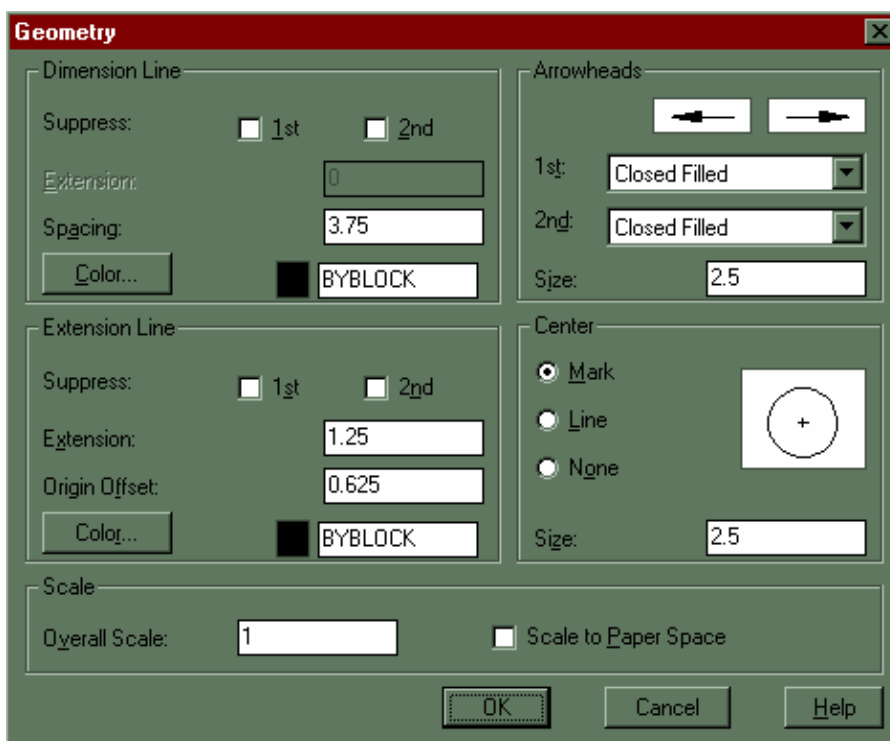 Geometry
Dimension Line
Suppress: 1st 2nd
Extension: 0
Spacing: 3.75
Color... BYBLOCK
Arrowheads
1st: Closed Filled
2nd: Closed Filled
Size: 2.5
Extension Line
Suppress: 1st 2nd
Extension: 1.25
Origin Offset: 0.625
Color... BYBLOCK
Center
Mark
Line
None
Size: 2.5
Scale
Overall Scale: 1 Scale to Paper Space
OK Cancel Help